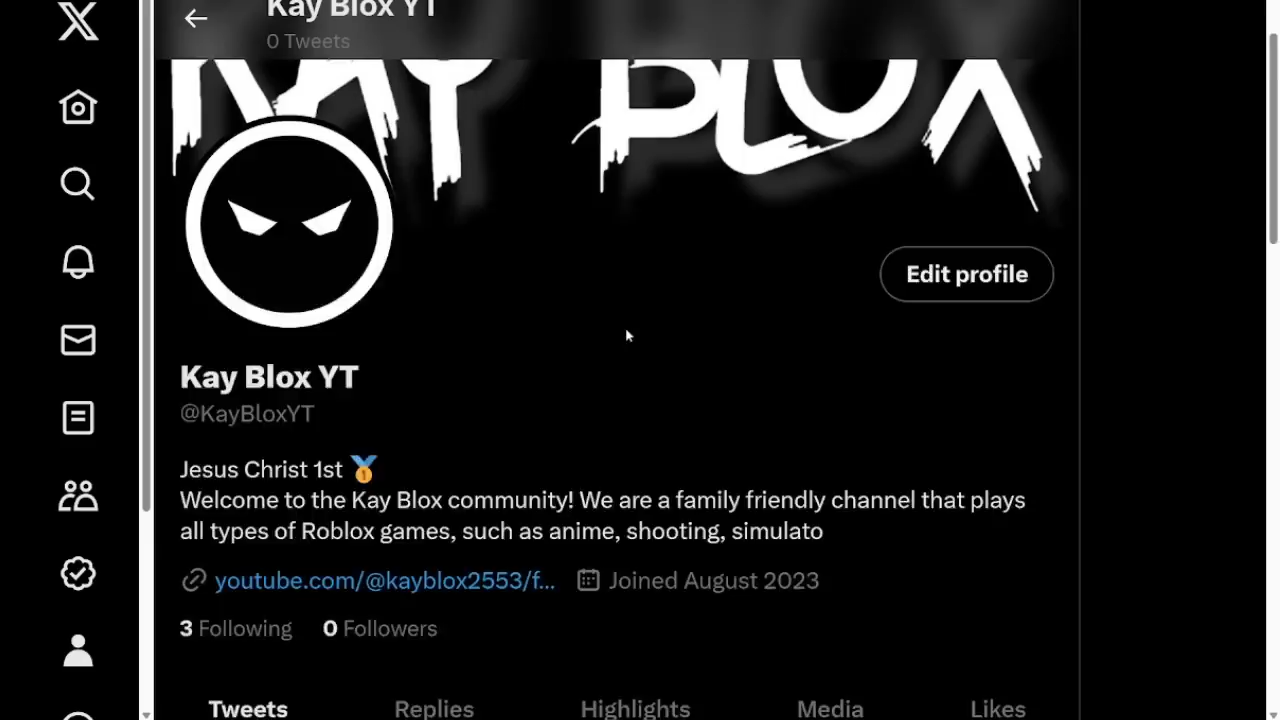 Kay Blox YT
0 Tweets
KAY BLOX
Edit profile
Kay Blox YT
@KayBloxYT
Jesus Christ 1st 🥇
Welcome to the Kay Blox community! We are a family friendly channel that plays
all types of Roblox games, such as anime, shooting, simulato
youtube.com/@kayblox2553/f...
Joined August 2023
3 Following 0 Followers
Tweets Replies Highlights Media Likes